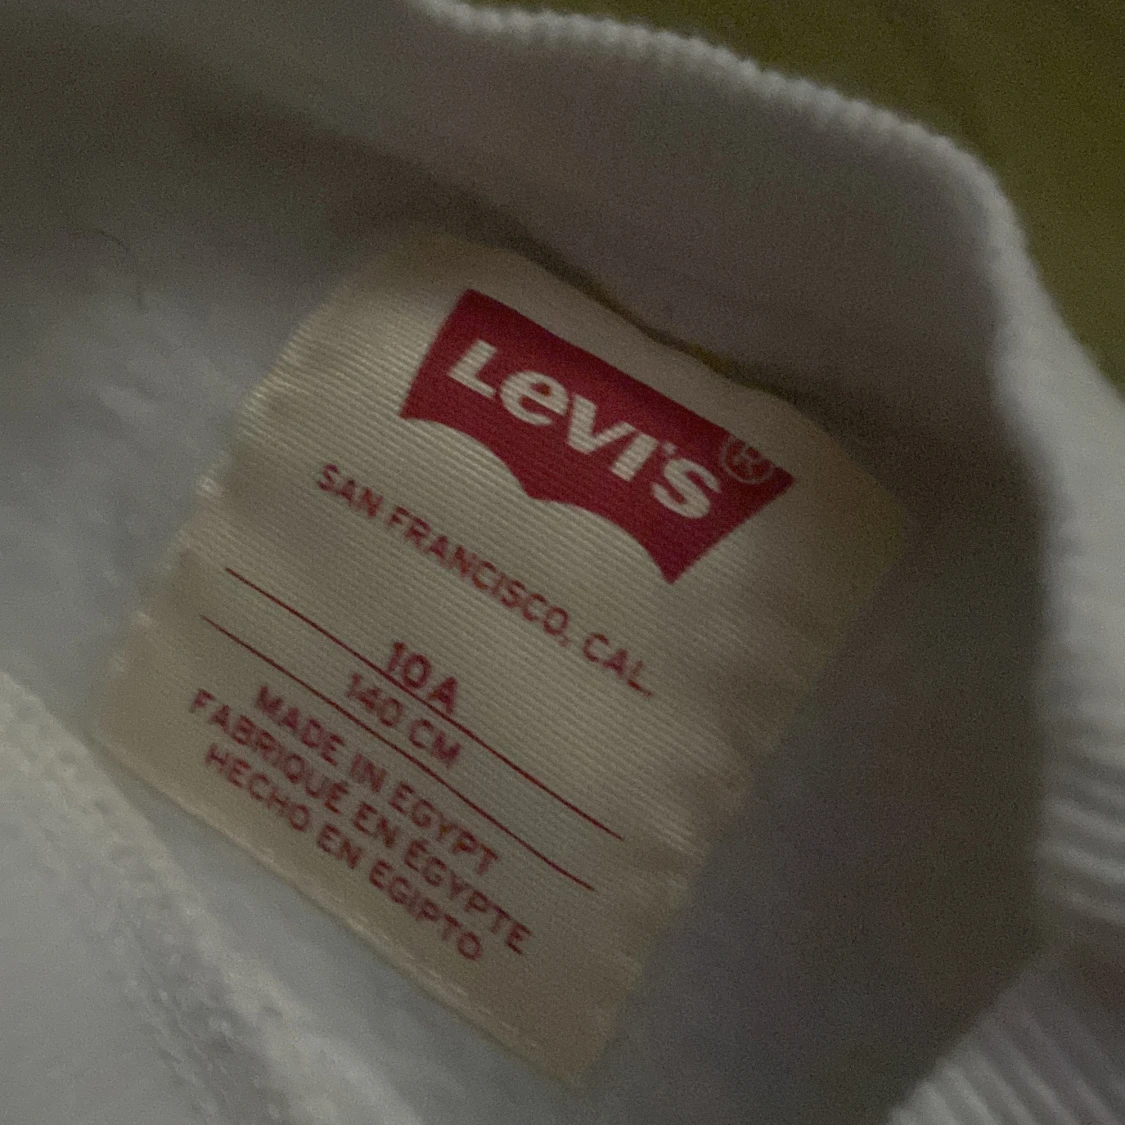 Levi's®
SAN FRANCISCO, CAL.
10A
140 CM
MADE IN EGYPT
FABRIQUÉ EN ÉGYPTE
HECHO EN EGIPTO